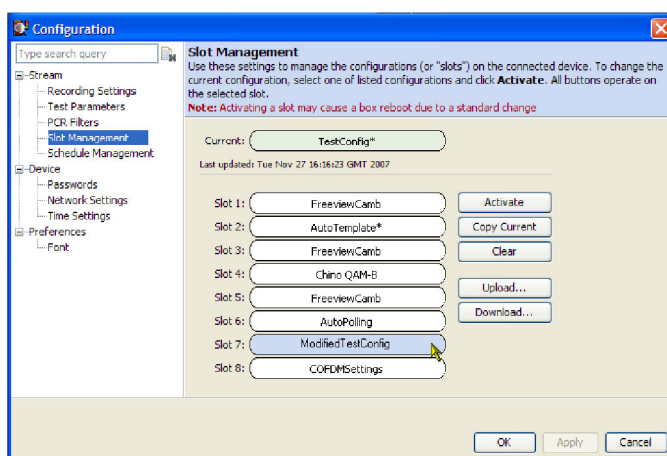 Configuration
Type search query
Stream
Recording Settings
Test Parameters
PCR Filters
Slot Management
Schedule Management
Device
Passwords
Network Settings
Time Settings
Preferences
Font
Slot Management
Use these settings to manage the configurations (or "slots") on the connected device. To change the
current configuration, select one of listed configurations and click Activate. All buttons operate on
the selected slot.
Note: Activating a slot may cause a box reboot due to a standard change
Current: TestConfig*
Last updated: Tue Nov 27 16:16:23 GMT 2007
Slot 1: FreeviewCamb
Slot 2: AutoTemplate*
Slot 3: FreeviewCamb
Slot 4: Chino QAM-B
Slot 5: FreeviewCamb
Slot 6: AutoPolling
Slot 7: ModifiedTestConfig
Slot 8: COFDMSettings
Activate
Copy Current
Clear
Upload...
Download...
OK Apply Cancel